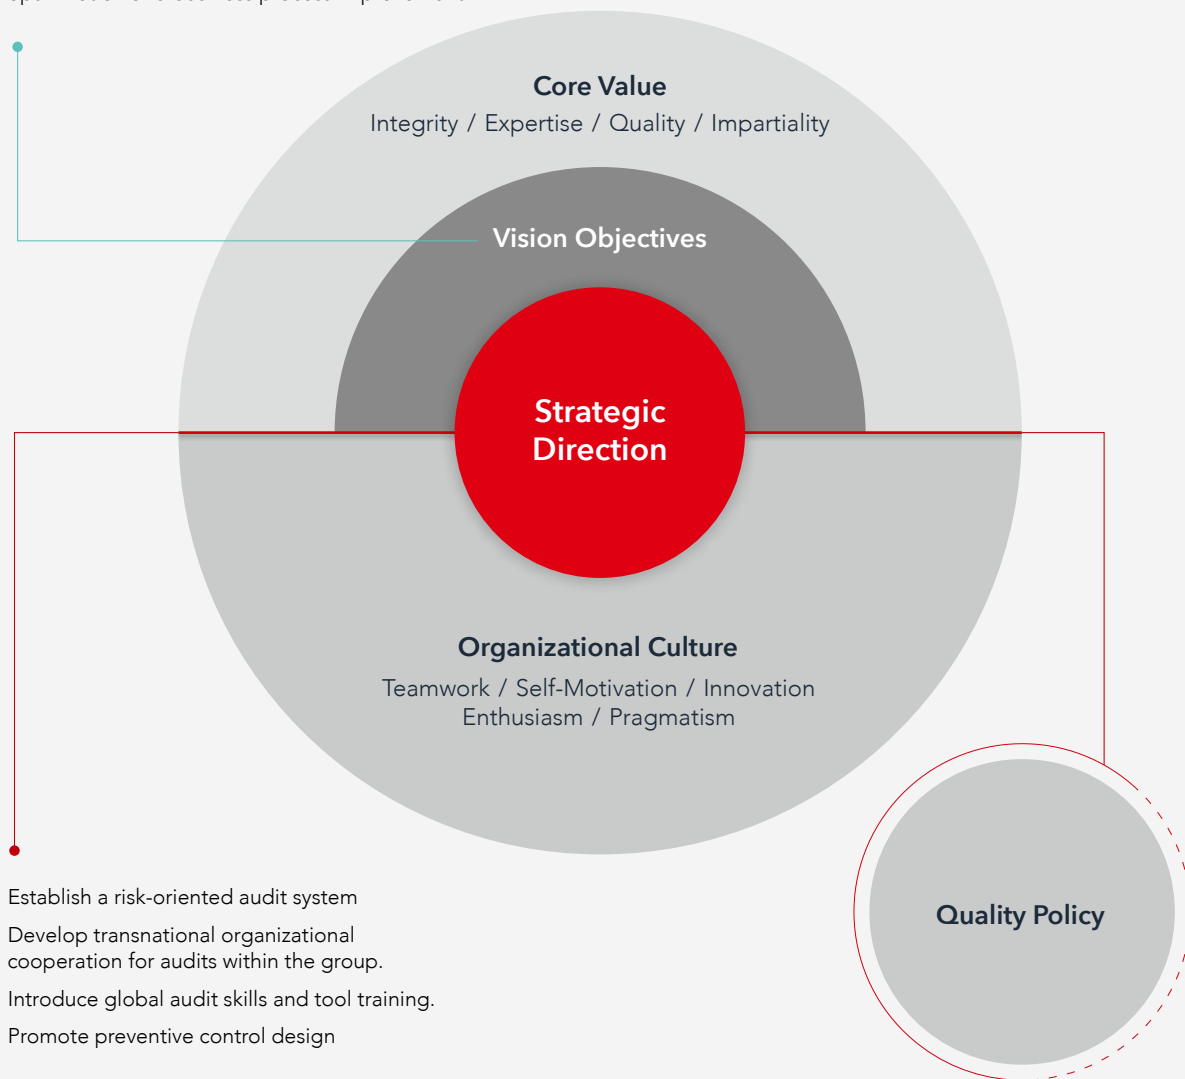 Core Value
Integrity / Expertise / Quality / Impartiality
Vision Objectives
Strategic
Direction
Organizational Culture
Teamwork / Self-Motivation / Innovation
Enthusiasm / Pragmatism
Quality Policy
Establish a risk-oriented audit system
Develop transnational organizational
cooperation for audits within the group.
Introduce global audit skills and tool training.
Promote preventive control design